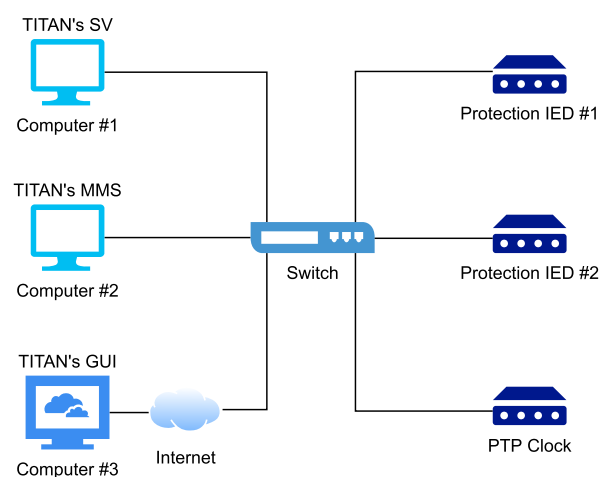 TITAN's SV
Computer #1
Protection IED #1
TITAN's MMS
Computer #2
Switch
Protection IED #2
TITAN's GUI
Computer #3
Internet
PTP Clock